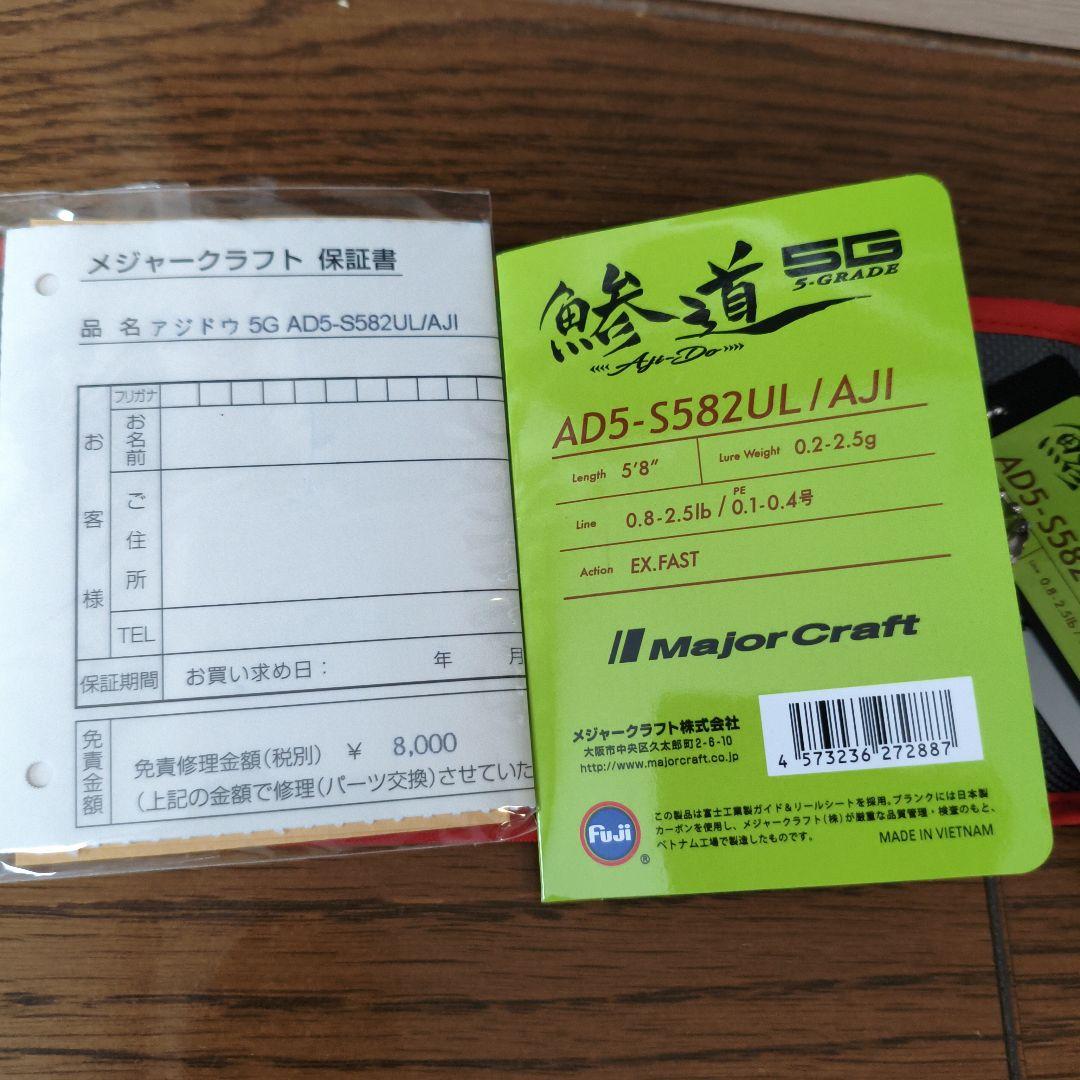 メジャークラフト 保証書
品 名 アジドウ 5G AD5-S582UL/AJI
フリガナ
お名前
お客様
ご住所
TEL
保証期間 お買い求め日： 年 月
免責金額
免責修理金額(税別) ￥ 8,000
(上記の金額で修理(パーツ交換)させていた
鯵道 5G
5-GRADE
Aji-Do
AD5-S582UL/AJI
Length 5'8" Lure Weight 0.2-2.5g
Line 0.8-2.5lb / PE 0.1-0.4号
Action EX.FAST
Major Craft
メジャークラフト株式会社
大阪市中央区久太郎町2-6-10
http://www.majorcraft.co.jp
4 573236 272887
Fuji ®
この製品は富士工業製ガイド&リールシートを採用。ブランクには日本製
カーボンを使用し、メジャークラフト(株)が厳重な品質管理・検査のもと、
ベトナム工場で製造したものです。
MADE IN VIETNAM
鯵
AD5-S582
Line 0.8-2.5lb/